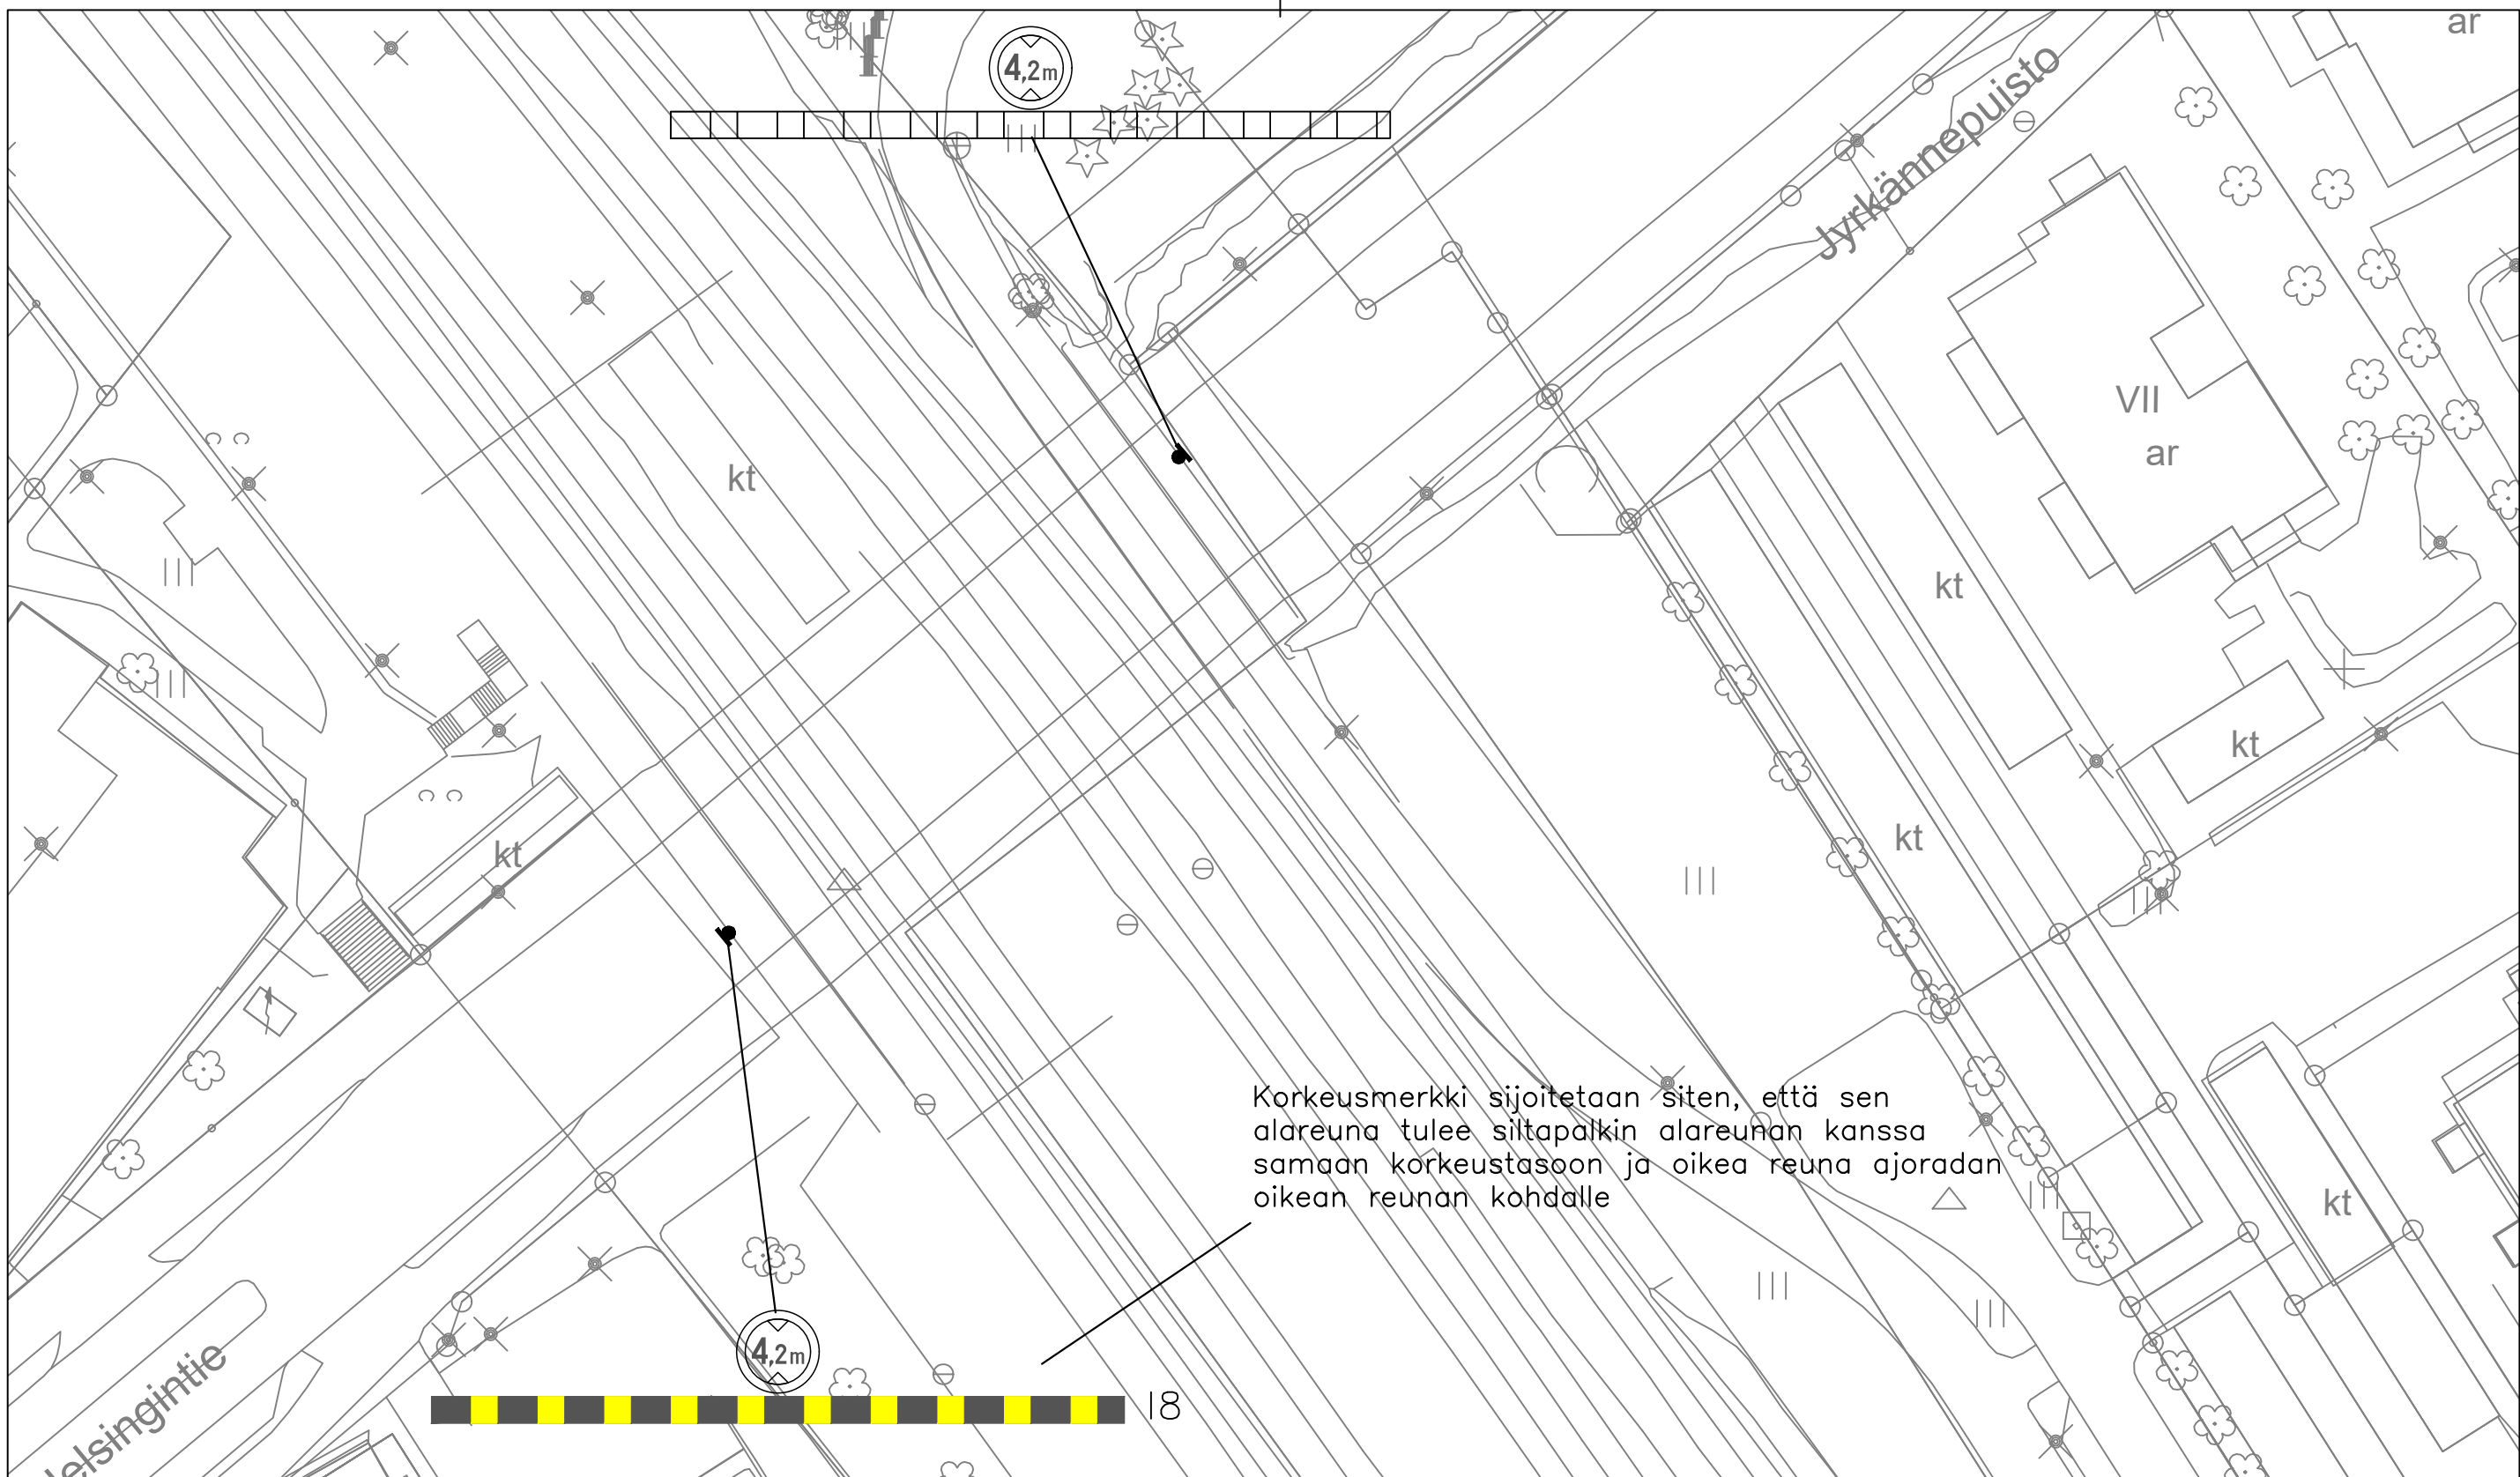 ar
4,2m
Jyrkännepuisto
VII
ar
kt
kt
kt
kt
kt
Korkeusmerkki sijoitetaan siten, että sen
alareuna tulee siltapalkin alareunan kanssa
samaan korkeustasoon ja oikea reuna ajoradan
oikean reunan kohdalle
kt
4,2m
18
elsingintie